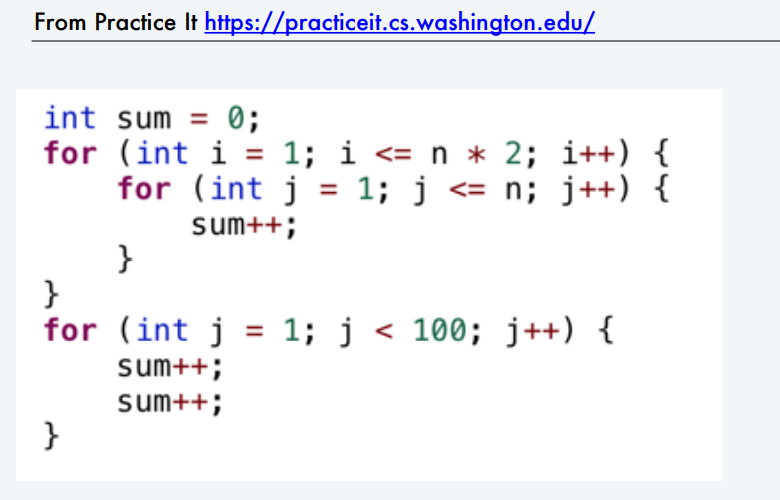 From Practice It https://practiceit.cs.washington.edu/
int sum = 0;
for (int i = 1; i <= n * 2; i++) {
    for (int j = 1; j <= n; j++) {
        sum++;
    }
}
for (int j = 1; j < 100; j++) {
    sum++;
    sum++;
}